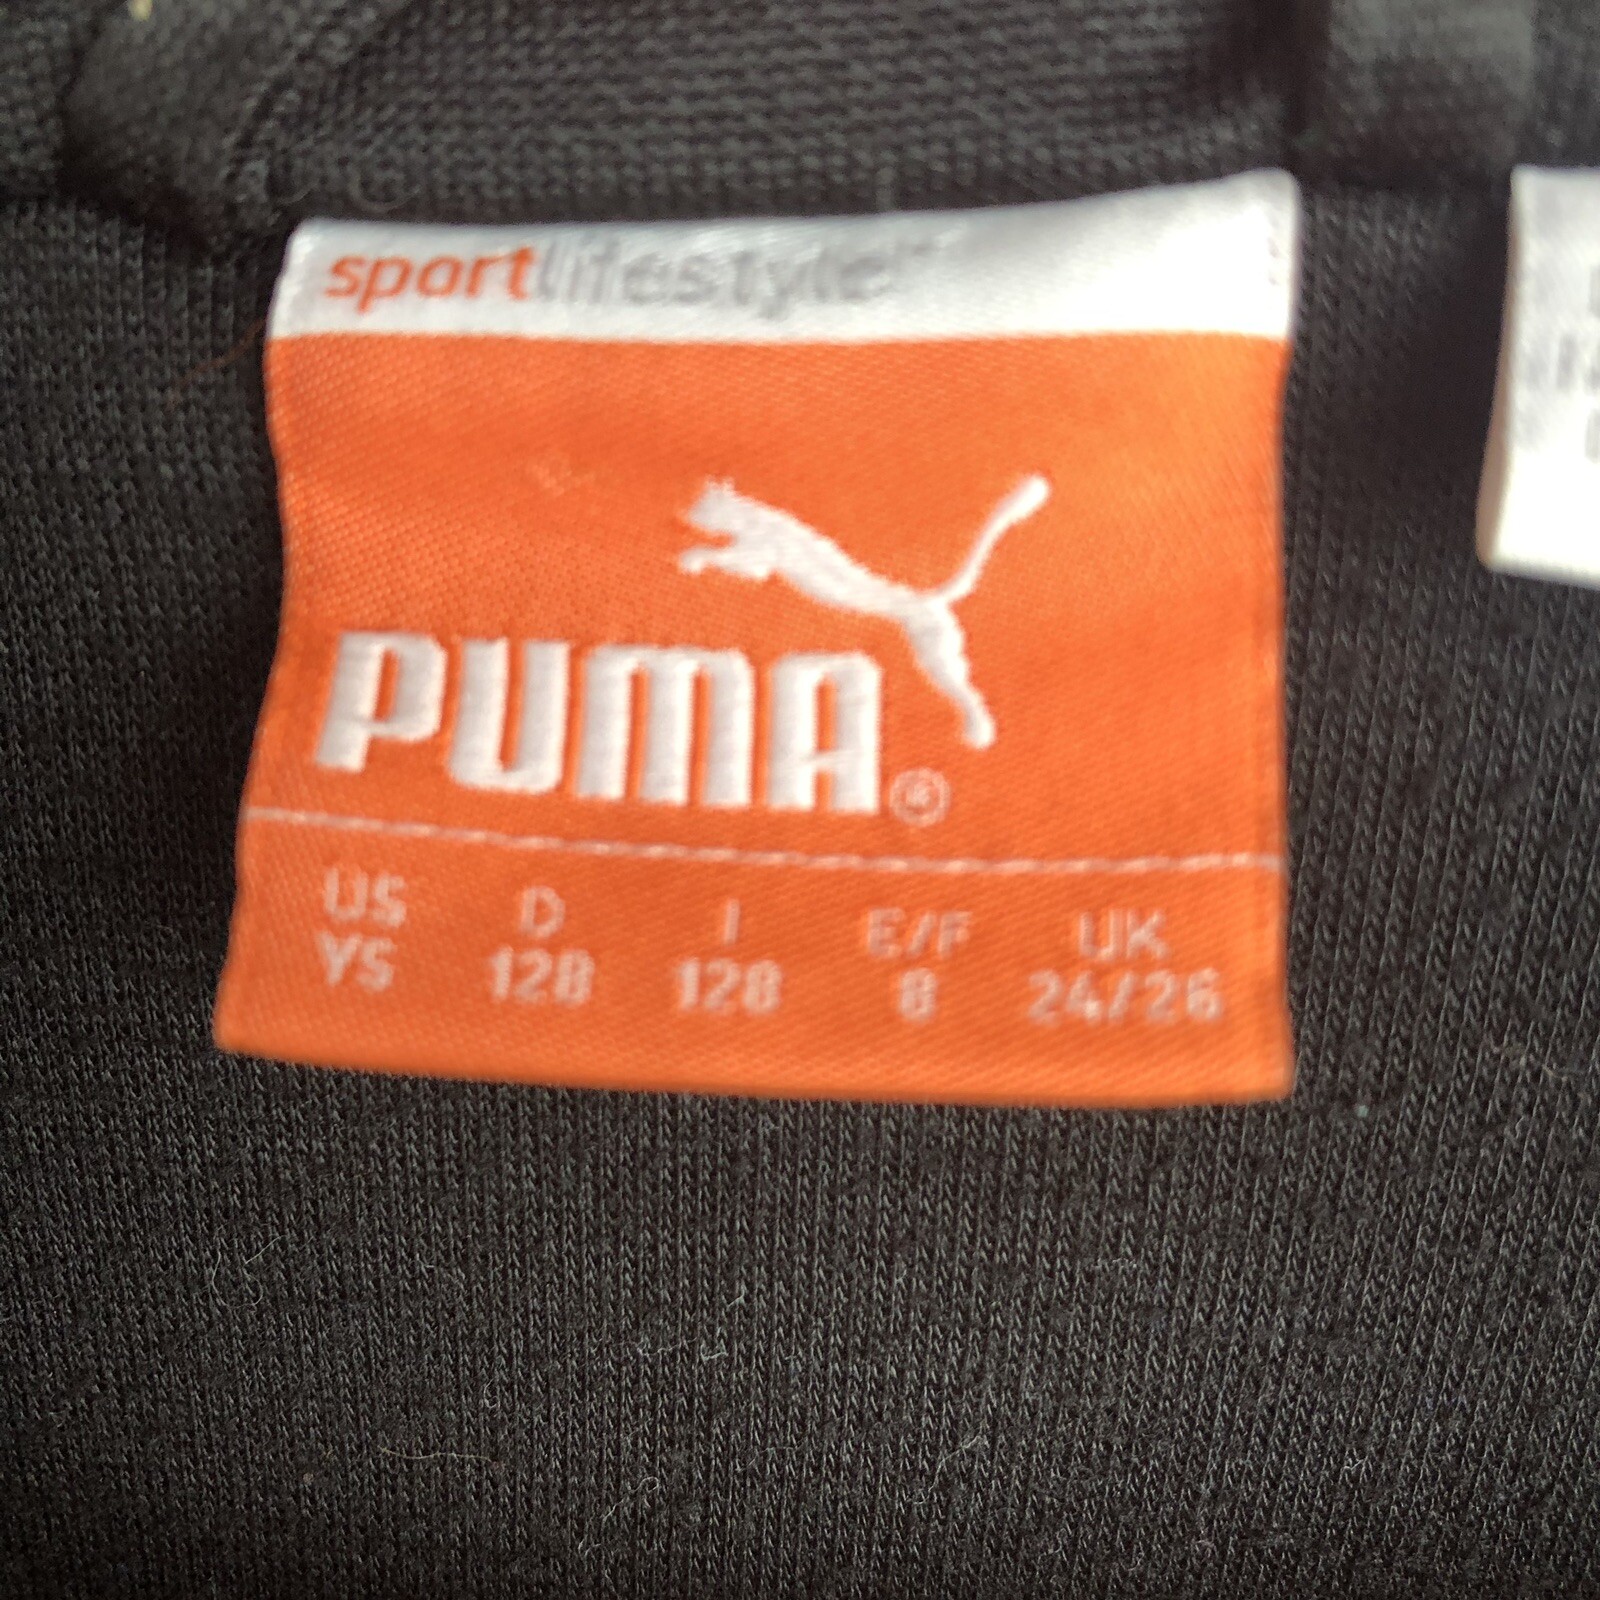 sportlifestyle
PUMA®
US D I E/F UK
YS 128 128 8 24/26